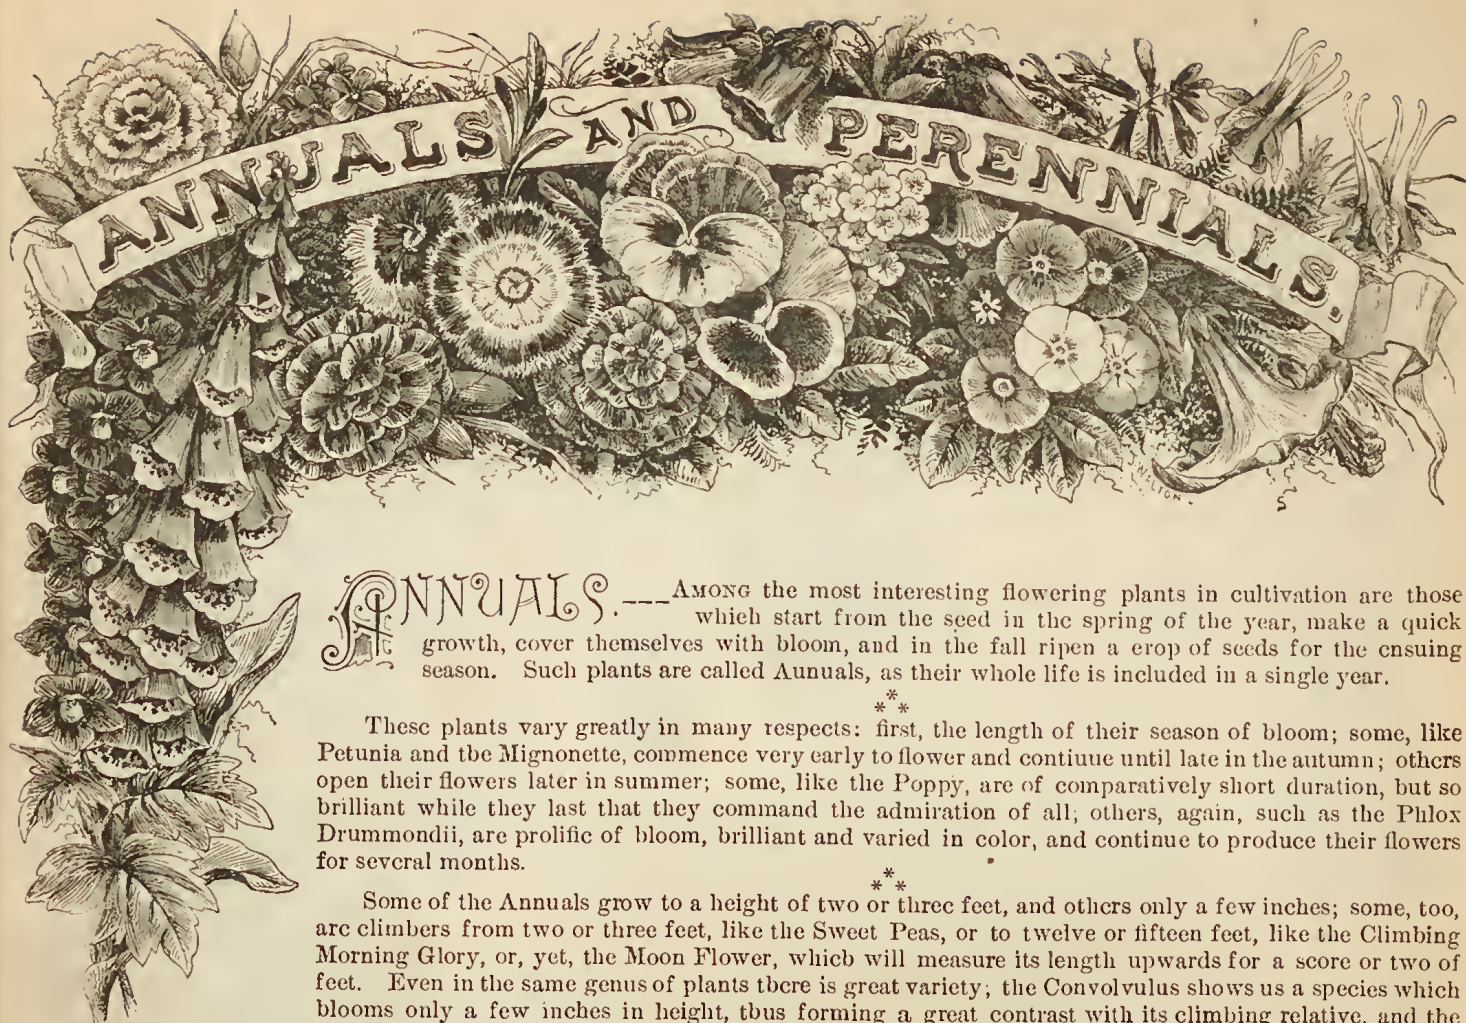 ANNUALS AND PERENNIALS.
WELTON.
S
ANNUALS.—AMONG the most interesting flowering plants in cultivation are those
which start from the seed in the spring of the year, make a quick
growth, cover themselves with bloom, and in the fall ripen a crop of seeds for the ensuing
season. Such plants are called Annuals, as their whole life is included in a single year.
* * *
These plants vary greatly in many respects: first, the length of their season of bloom; some, like
Petunia and the Mignonette, commence very early to flower and continue until late in the autumn; others
open their flowers later in summer; some, like the Poppy, are of comparatively short duration, but so
brilliant while they last that they command the admiration of all; others, again, such as the Phlox
Drummondii, are prolific of bloom, brilliant and varied in color, and continue to produce their flowers
for several months.
* * *
Some of the Annuals grow to a height of two or three feet, and others only a few inches; some, too,
are climbers from two or three feet, like the Sweet Peas, or to twelve or fifteen feet, like the Climbing
Morning Glory, or, yet, the Moon Flower, which will measure its length upwards for a score or two of
feet. Even in the same genus of plants there is great variety; the Convolvulus shows us a species which
blooms only a few inches in height, thus forming a great contrast with its climbing relative, and the